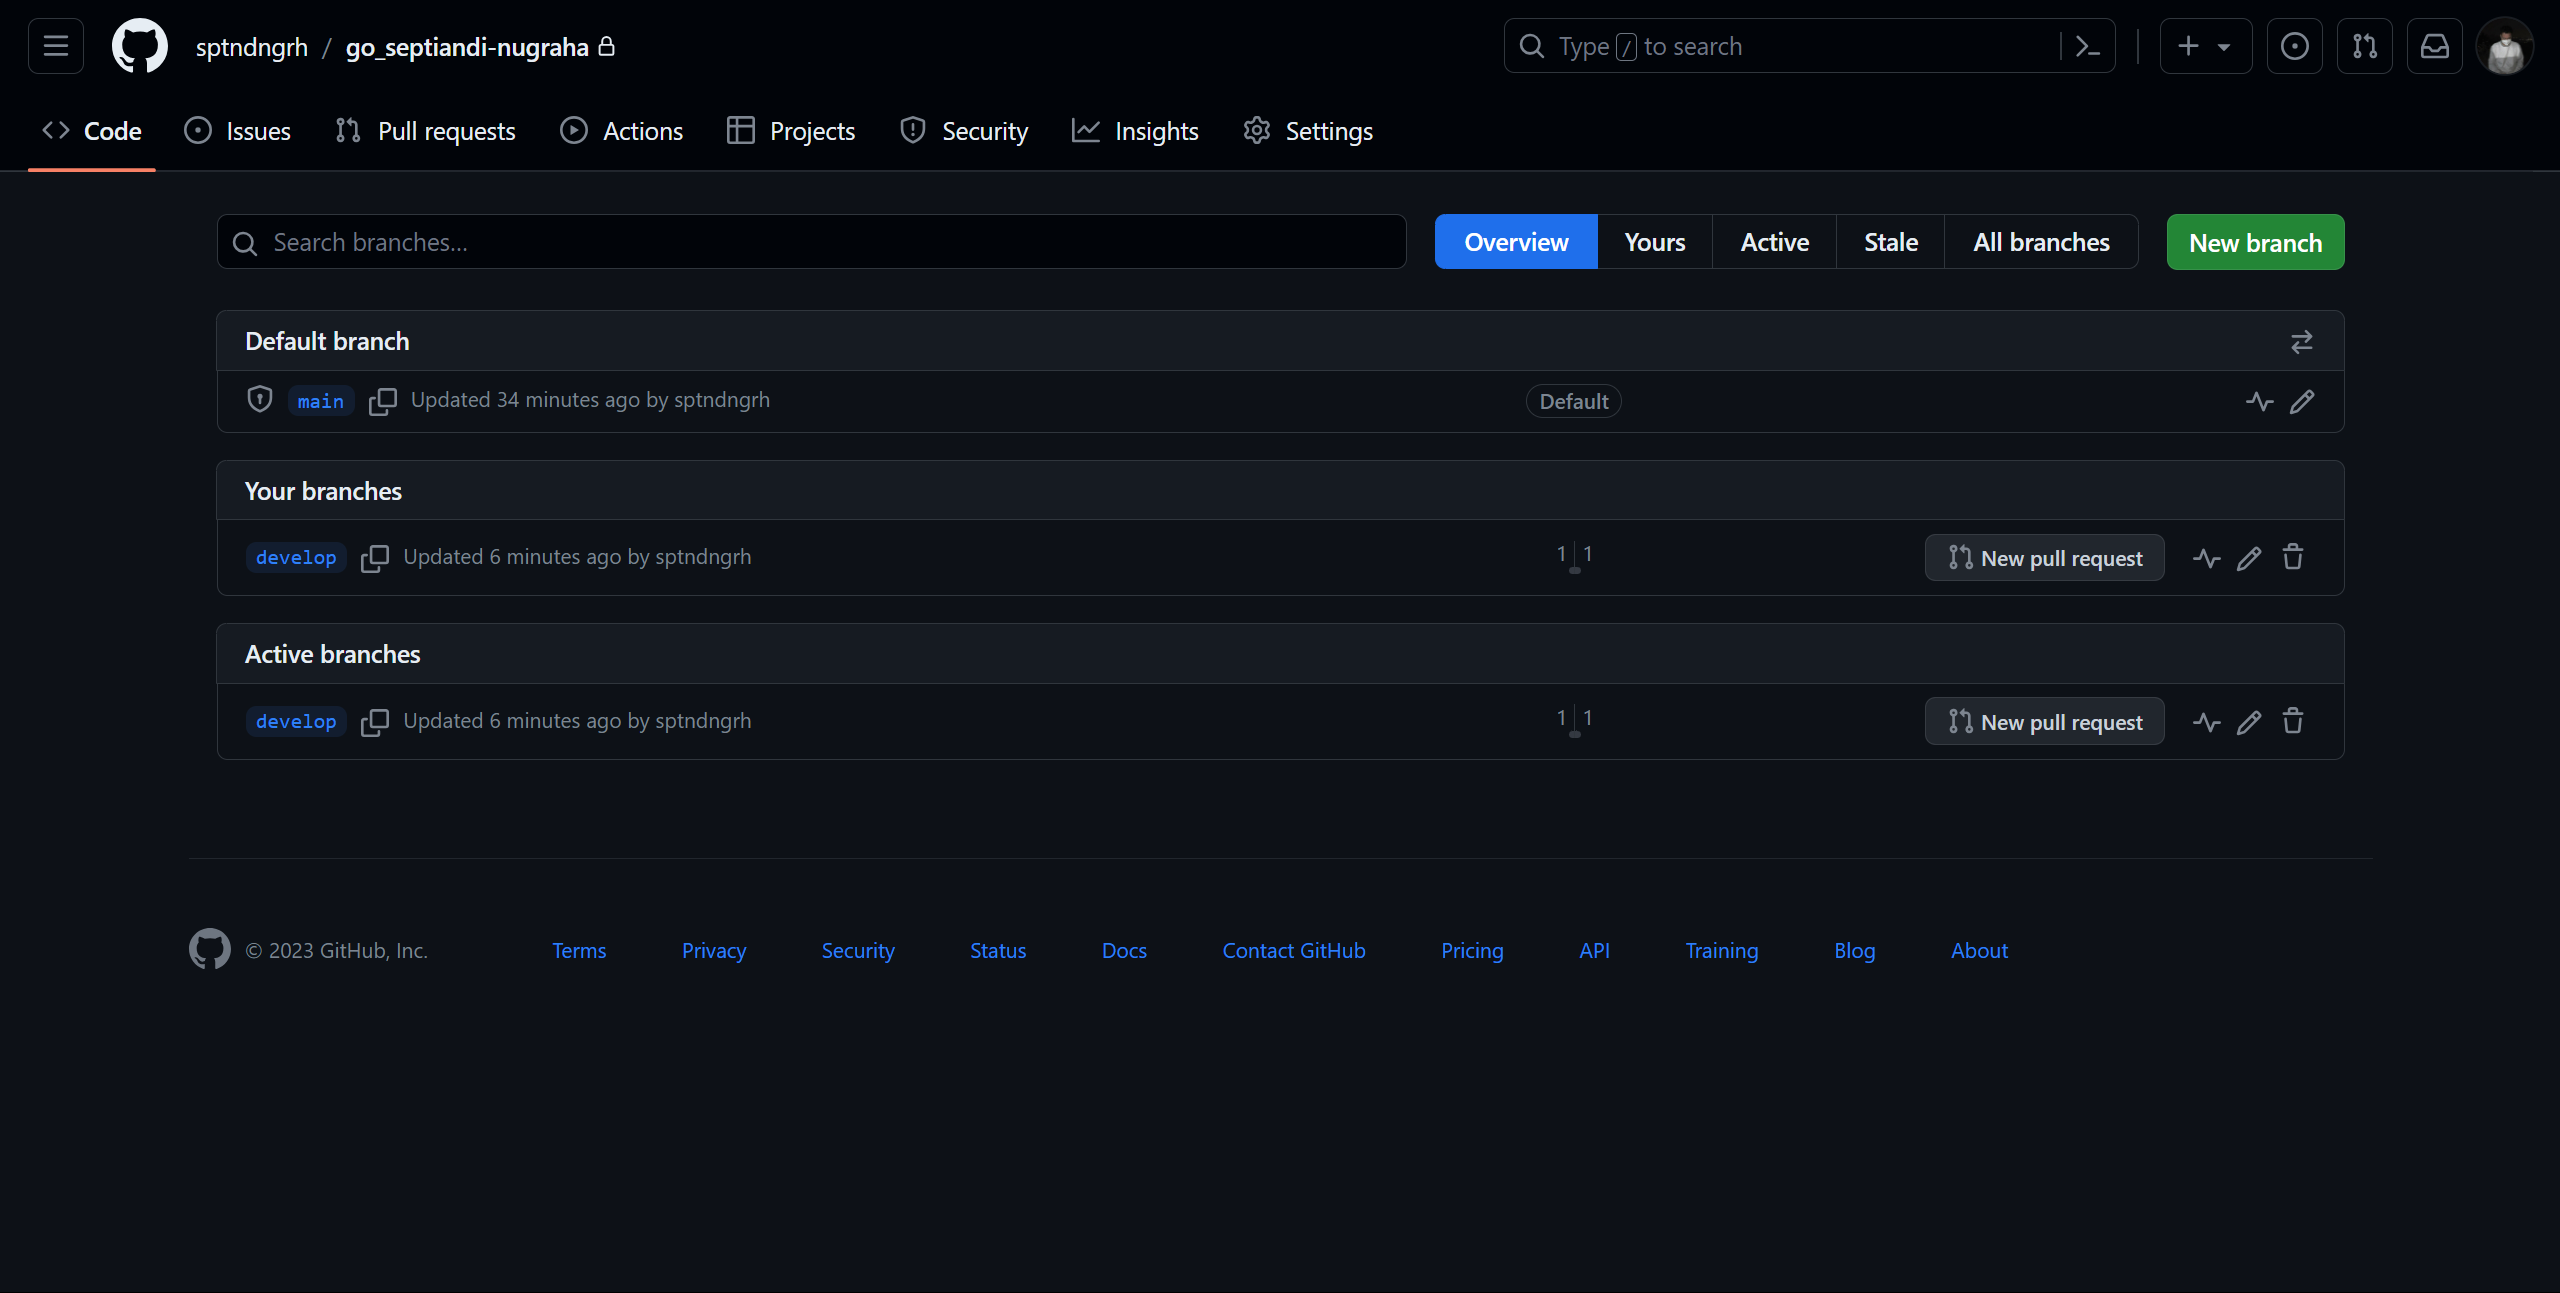 sptndngrh / go_septiandi-nugraha
Type / to search
Code Issues Pull requests Actions Projects Security Insights Settings
Search branches...
Overview Yours Active Stale All branches New branch
Default branch
main Updated 34 minutes ago by sptndngrh Default
Your branches
develop Updated 6 minutes ago by sptndngrh 1 1 New pull request
Active branches
develop Updated 6 minutes ago by sptndngrh 1 1 New pull request
© 2023 GitHub, Inc. Terms Privacy Security Status Docs Contact GitHub Pricing API Training Blog About